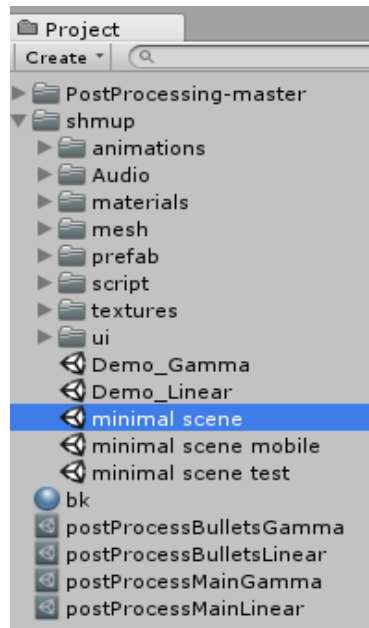 Project
Create
PostProcessing-master
shmup
animations
Audio
materials
mesh
prefab
script
textures
ui
Demo_Gamma
Demo_Linear
minimal scene
minimal scene mobile
minimal scene test
bk
postProcessBulletsGamma
postProcessBulletsLinear
postProcessMainGamma
postProcessMainLinear